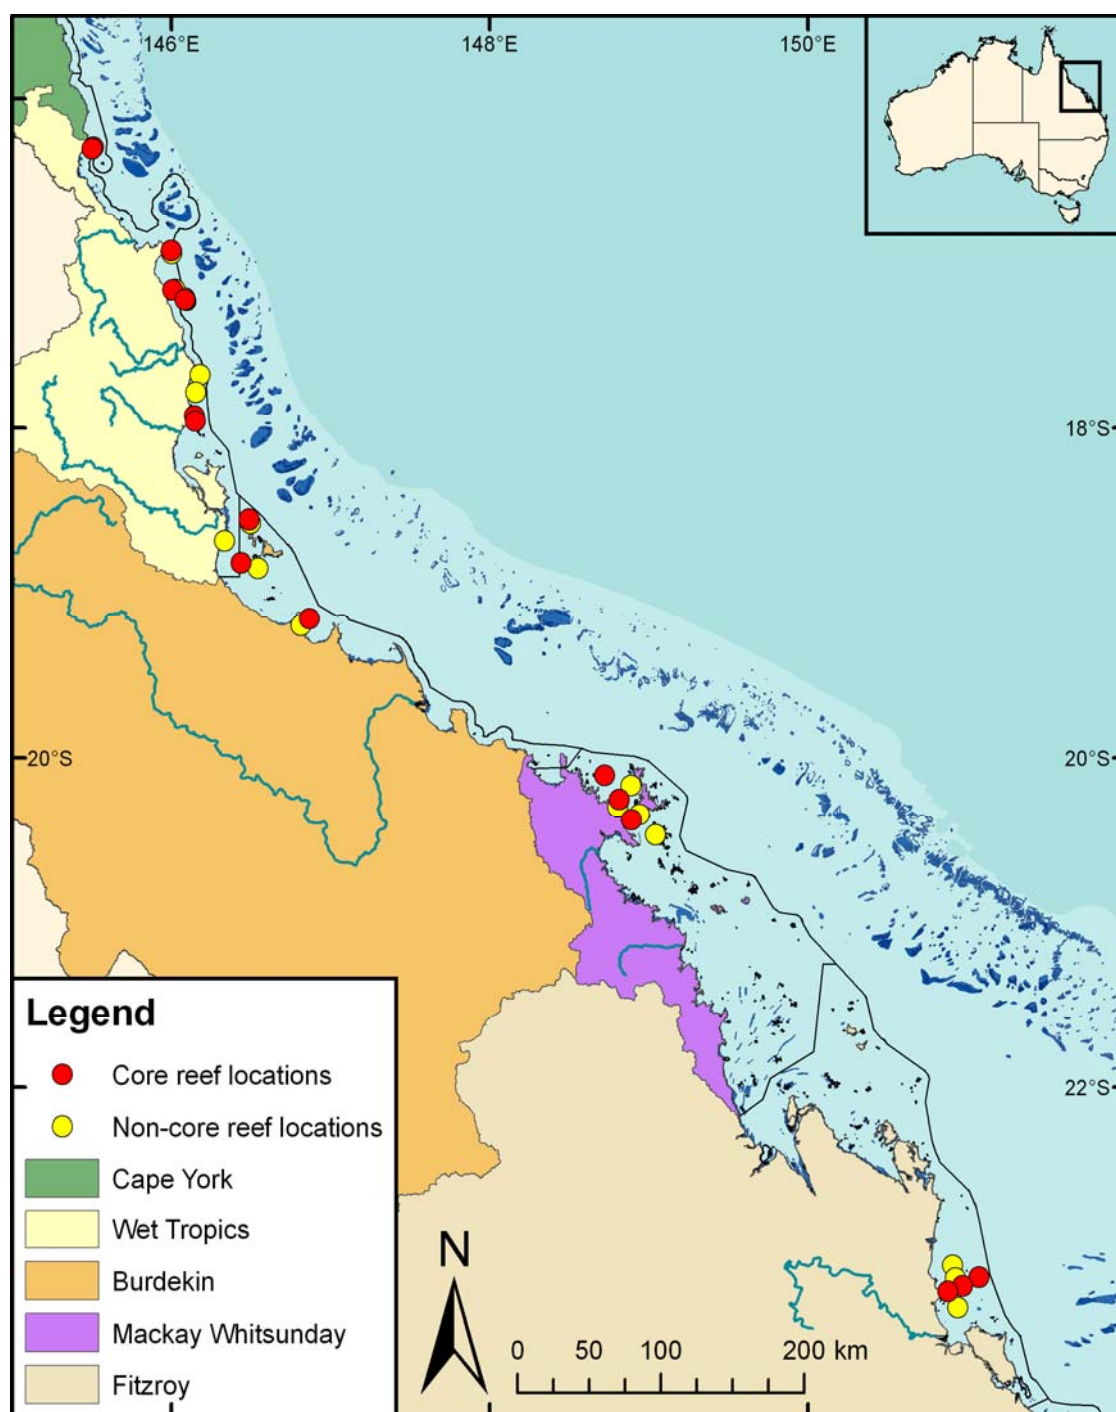 146°E
148°E
150°E
18°S
20°S
20°S
22°S
Legend
Core reef locations
Non-core reef locations
Cape York
Wet Tropics
Burdekin
Mackay Whitsunday
Fitzroy
N
0 50 100 200 km